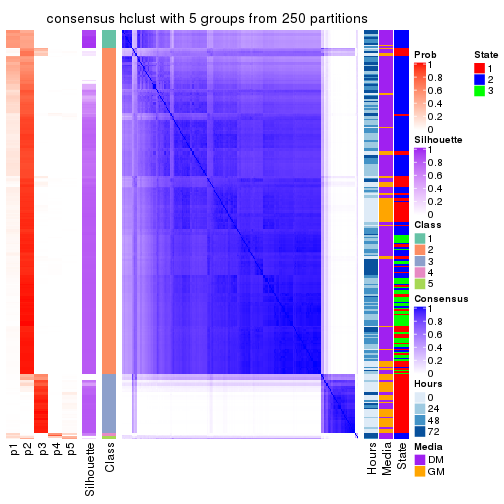 consensus hclust with 5 groups from 250 partitions
Prob
1
0.8
0.6
0.4
0.2
0
State
1
2
3
Silhouette
1
0.8
0.6
0.4
0.2
0
Class
1
2
3
4
5
Consensus
1
0.8
0.6
0.4
0.2
0
Hours
0
24
48
72
Media
DM
GM
p1
p2
p3
p4
p5
Silhouette
Class
Hours
Media
State